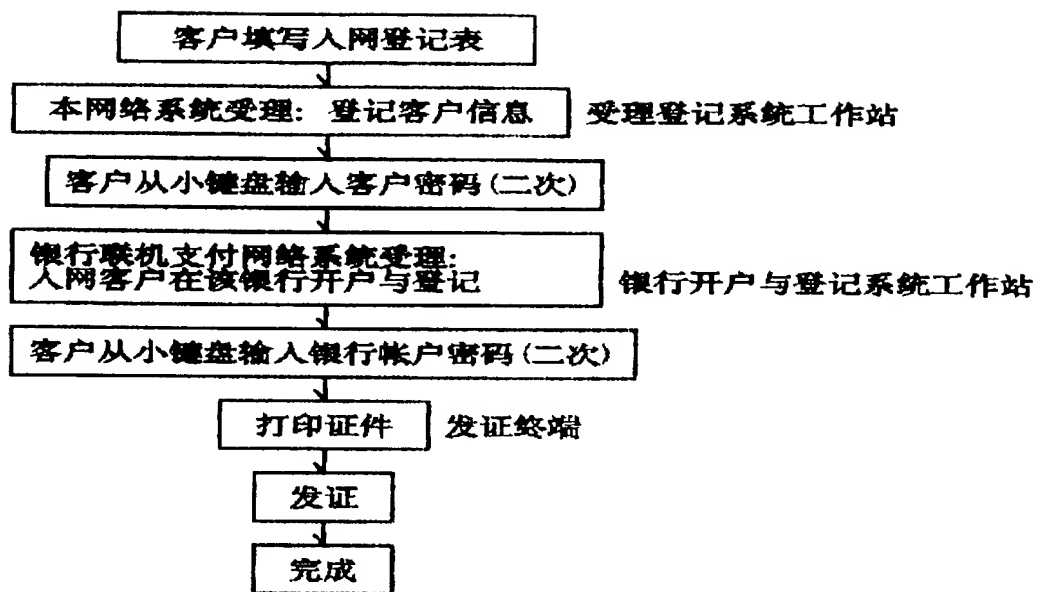 客户填写入网登记表
本网络系统受理: 登记客户信息
受理登记系统工作站
客户从小键盘输入客户密码(二次)
银行联机支付网络系统受理:
入网客户在该银行开户与登记
银行开户与登记系统工作站
客户从小键盘输入银行帐户密码(二次)
打印证件
发证终端
发证
完成